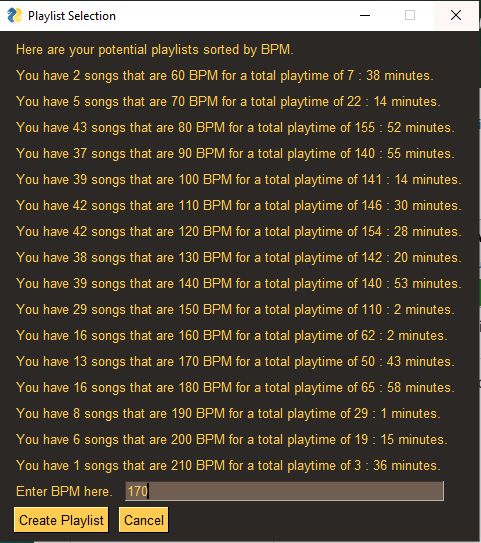 Playlist Selection
Here are your potential playlists sorted by BPM.
You have 2 songs that are 60 BPM for a total playtime of 7 : 38 minutes.
You have 5 songs that are 70 BPM for a total playtime of 22 : 14 minutes.
You have 43 songs that are 80 BPM for a total playtime of 155 : 52 minutes.
You have 37 songs that are 90 BPM for a total playtime of 140 : 55 minutes.
You have 39 songs that are 100 BPM for a total playtime of 141 : 14 minutes.
You have 42 songs that are 110 BPM for a total playtime of 146 : 30 minutes.
You have 42 songs that are 120 BPM for a total playtime of 154 : 28 minutes.
You have 38 songs that are 130 BPM for a total playtime of 142 : 20 minutes.
You have 39 songs that are 140 BPM for a total playtime of 140 : 53 minutes.
You have 29 songs that are 150 BPM for a total playtime of 110 : 2 minutes.
You have 16 songs that are 160 BPM for a total playtime of 62 : 2 minutes.
You have 13 songs that are 170 BPM for a total playtime of 50 : 43 minutes.
You have 16 songs that are 180 BPM for a total playtime of 65 : 58 minutes.
You have 8 songs that are 190 BPM for a total playtime of 29 : 1 minutes.
You have 6 songs that are 200 BPM for a total playtime of 19 : 15 minutes.
You have 1 songs that are 210 BPM for a total playtime of 3 : 36 minutes.
Enter BPM here. 170
Create Playlist Cancel